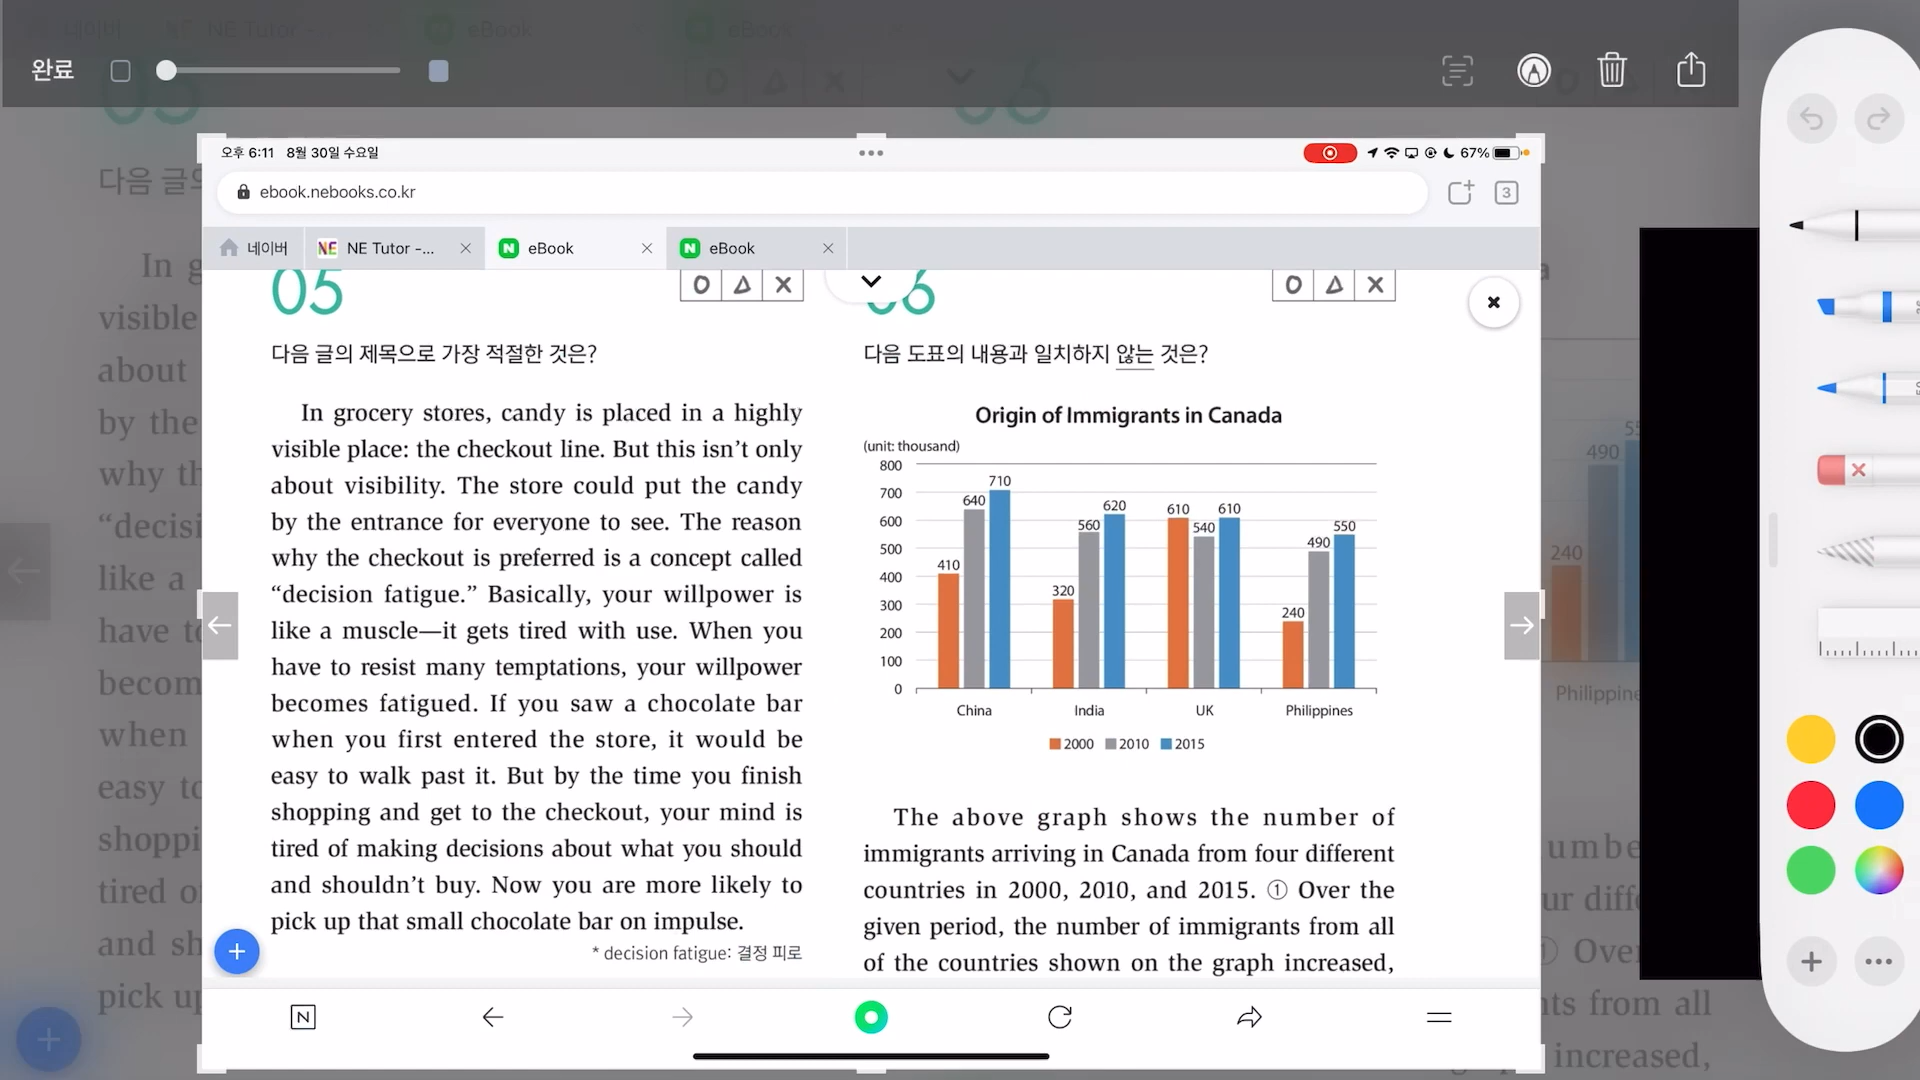 완료
오후 6:11 8월 30일 수요일
67%
ebook.nebooks.co.kr
3
네이버
NE Tutor -...
eBook
eBook
05
O △ X
다음 글의 제목으로 가장 적절한 것은?
In grocery stores, candy is placed in a highly
visible place: the checkout line. But this isn’t only
about visibility. The store could put the candy
by the entrance for everyone to see. The reason
why the checkout is preferred is a concept called
“decision fatigue.” Basically, your willpower is
like a muscle—it gets tired with use. When you
have to resist many temptations, your willpower
becomes fatigued. If you saw a chocolate bar
when you first entered the store, it would be
easy to walk past it. But by the time you finish
shopping and get to the checkout, your mind is
tired of making decisions about what you should
and shouldn’t buy. Now you are more likely to
pick up that small chocolate bar on impulse.
* decision fatigue: 결정 피로
06
O △ X
다음 도표의 내용과 일치하지 않는 것은?
Origin of Immigrants in Canada
(unit: thousand)
800
700
600
500
400
300
200
100
0
410 640 710
320 560 620
610 540 610
240 490 550
China India UK Philippines
2000 2010 2015
The above graph shows the number of
immigrants arriving in Canada from four different
countries in 2000, 2010, and 2015. ① Over the
given period, the number of immigrants from all
of the countries shown on the graph increased,